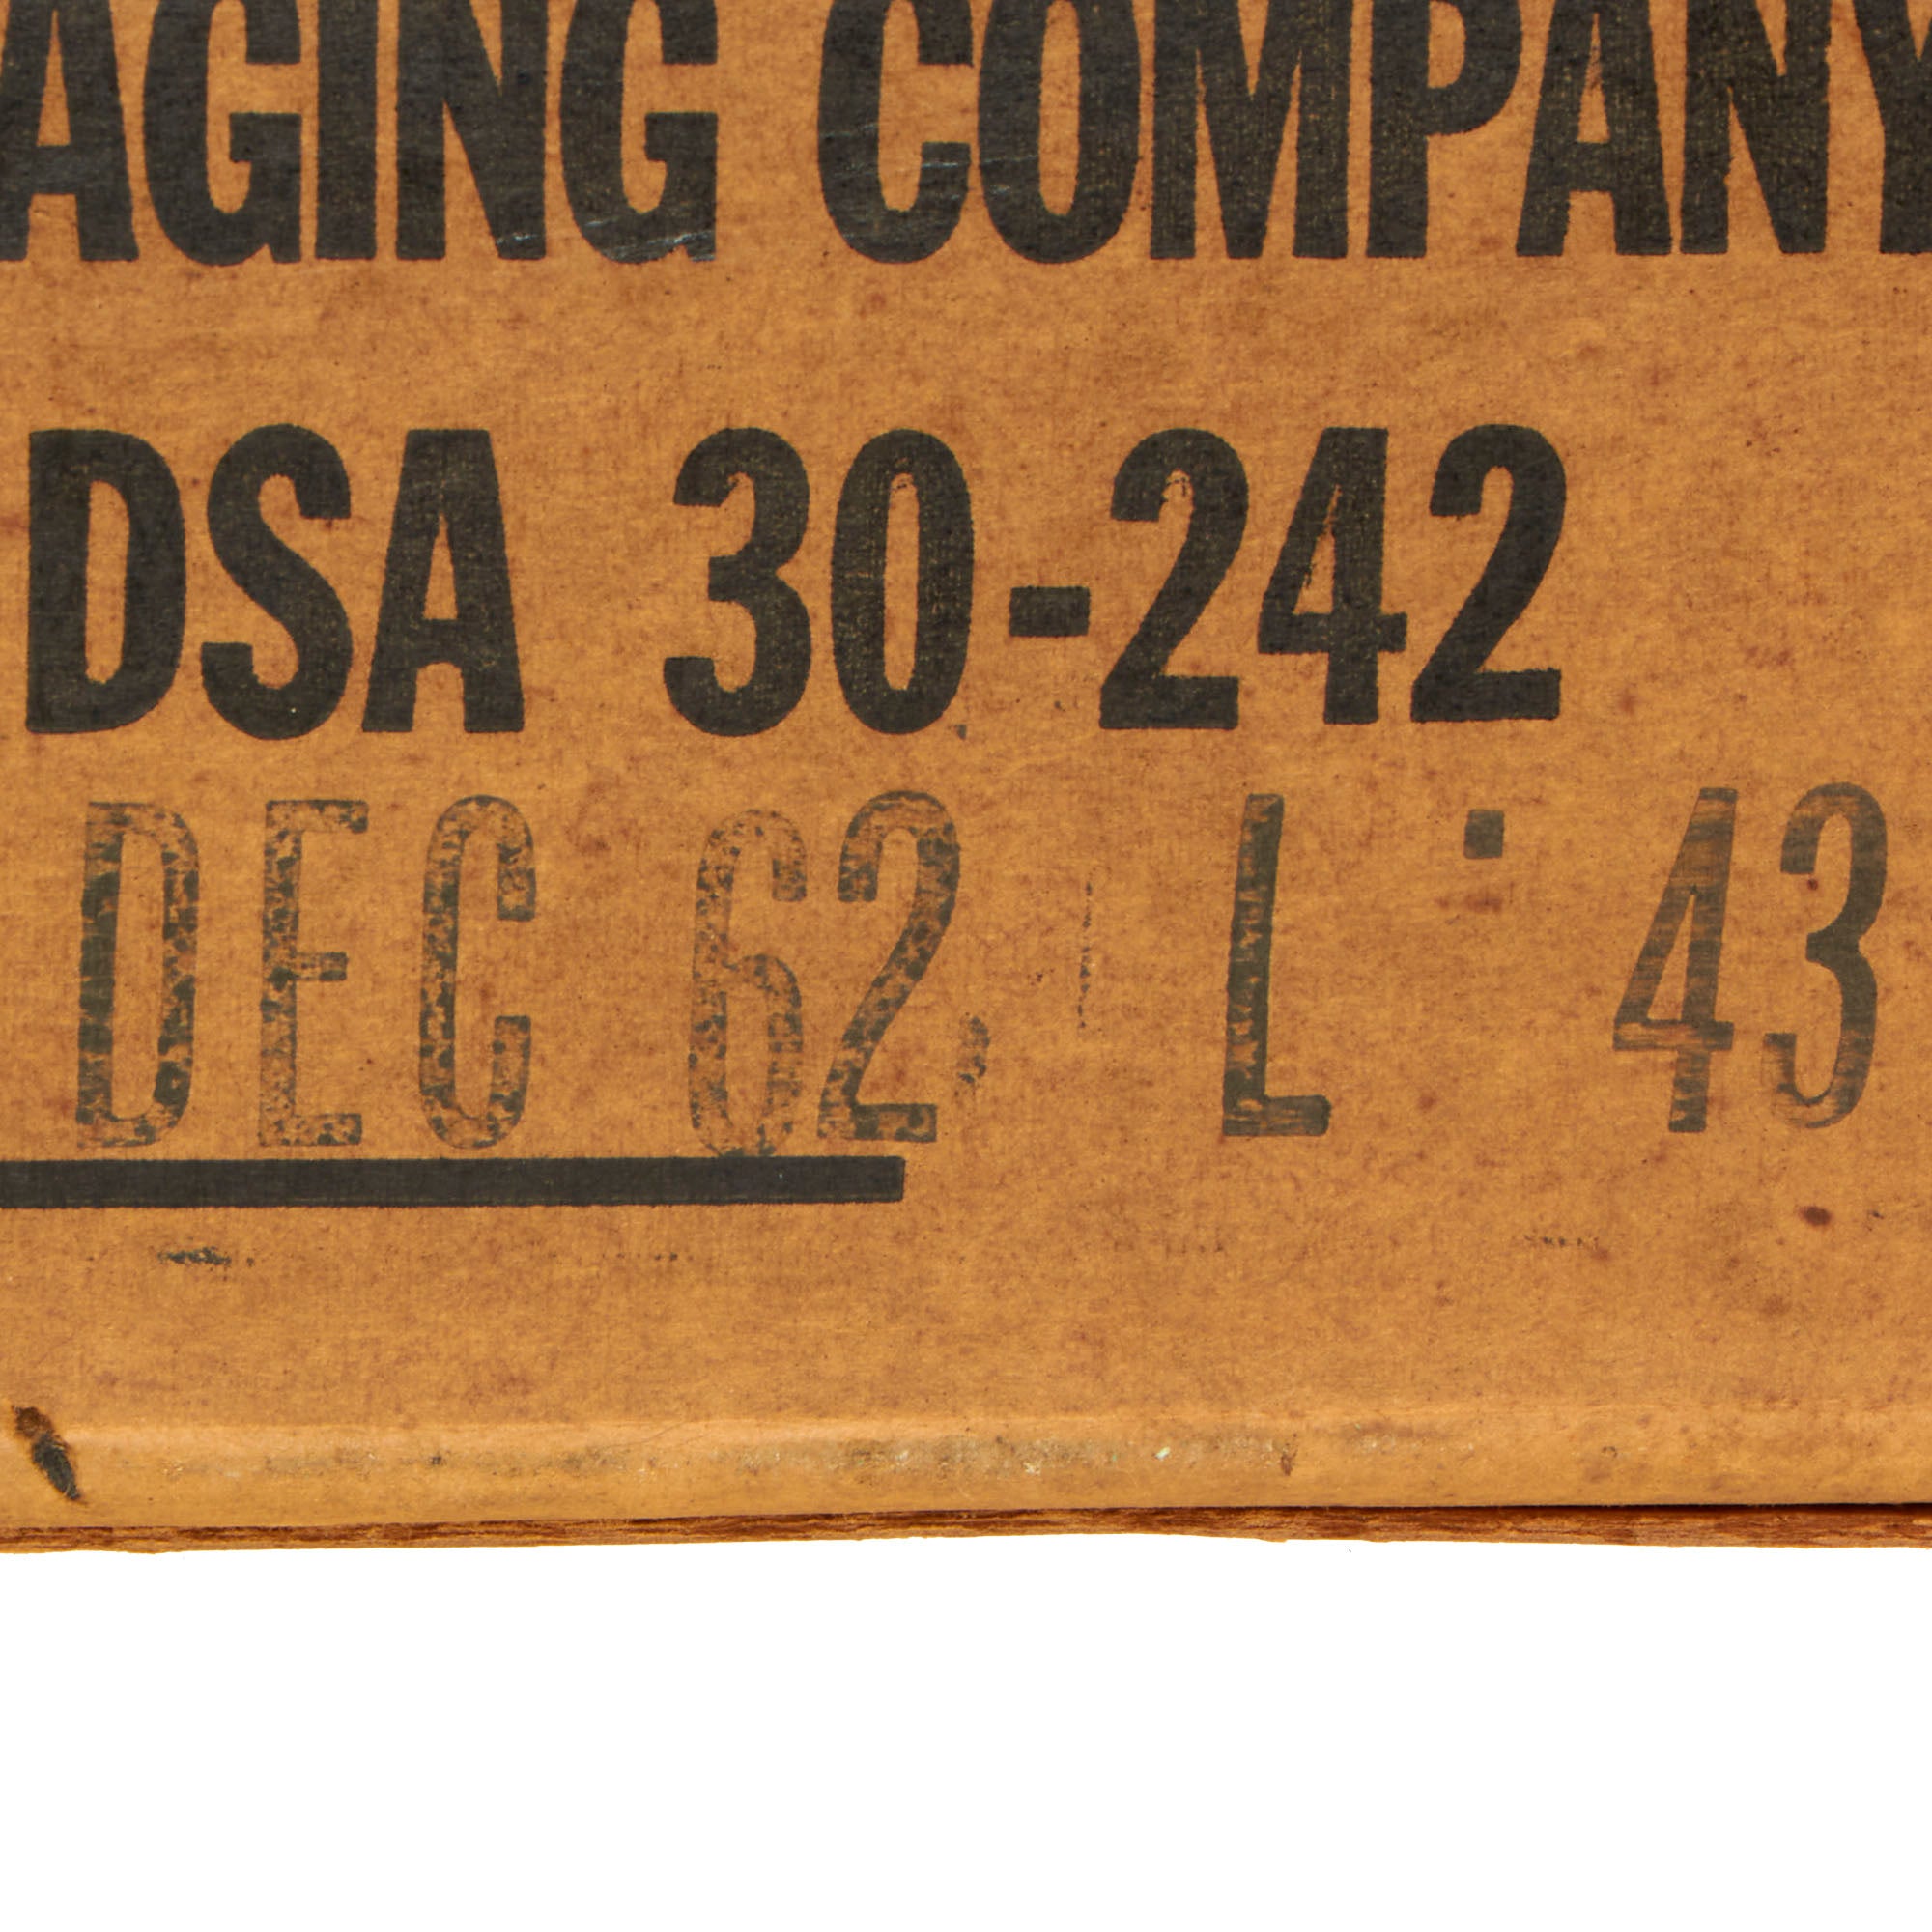 AGING COMPANY
DSA 30-242
DEC 62 L 43